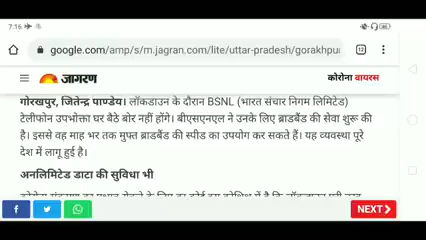 7:16
google.com/amp/s/m.jagran.com/lite/uttar-pradesh/gorakhpur
12
जागरण
कोरोना वायरस
गोरखपुर, जितेन्द्र पाण्डेय। लॉकडाउन के दौरान BSNL (भारत संचार निगम लिमिटेड)
टेलीफोन उपभोक्ता घर बैठे बोर नहीं होंगे। बीएसएनएल ने उनके लिए ब्राडबैंड की सेवा शुरू की
है। इससे वह माह भर तक मुफ्त ब्राडबैंड की स्पीड का उपयोग कर सकते हैं। यह व्यवस्था पूरे
देश में लागू हुई है।
अनलिमिटेड डाटा की सुविधा भी
NEXT